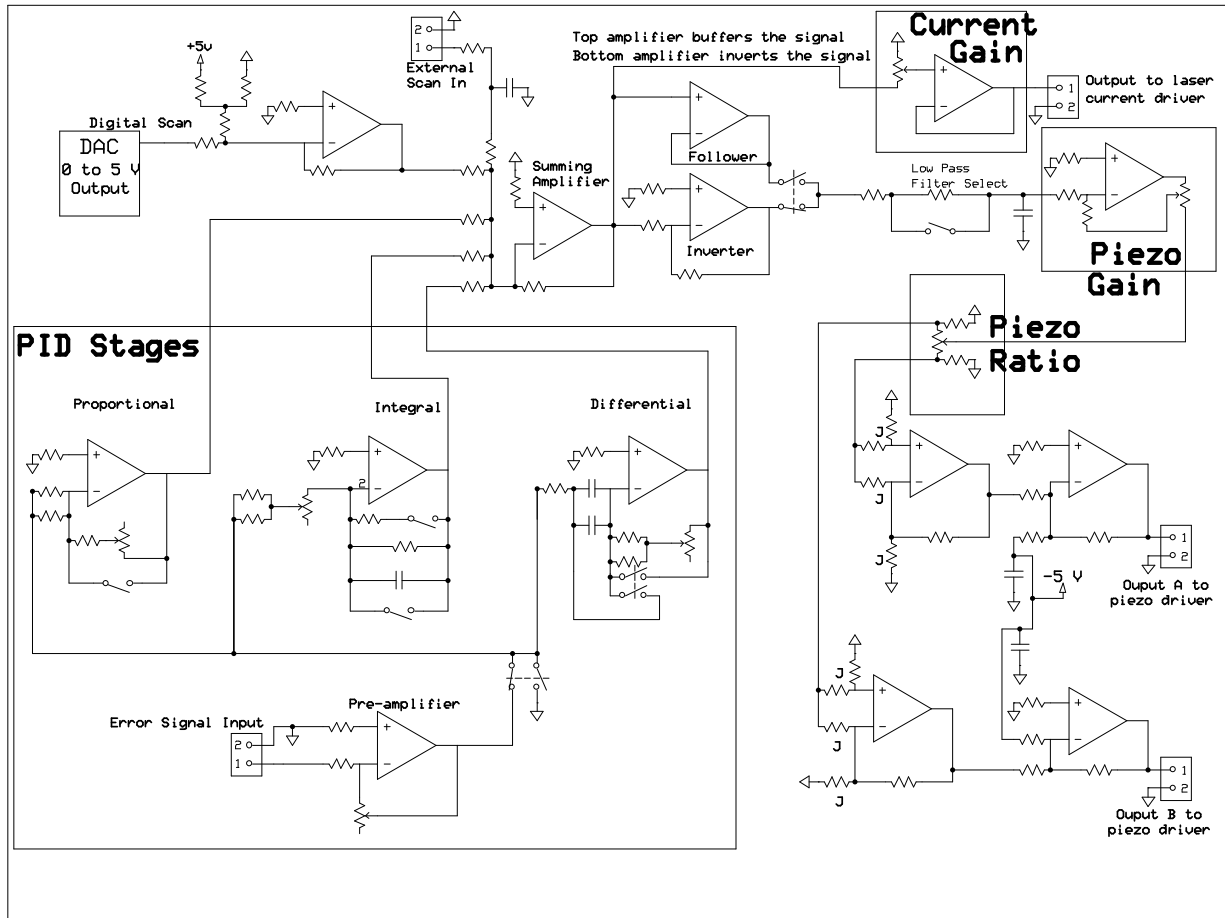 +5v
2
1
External
Scan In
Top amplifier buffers the signal
Bottom amplifier inverts the signal
Current
Gain
1
2
Output to laser
current driver
Digital Scan
DAC
0 to 5 V
Output
Summing
Amplifier
Follower
Inverter
Low Pass
Filter Select
Piezo
Gain
PID Stages
Piezo
Ratio
Proportional
Integral
Differential
2
J
J
J
1
2
-5 V
Ouput A to
piezo driver
Pre-amplifier
Error Signal Input
2
1
J
J
J
1
2
Ouput B to
piezo driver